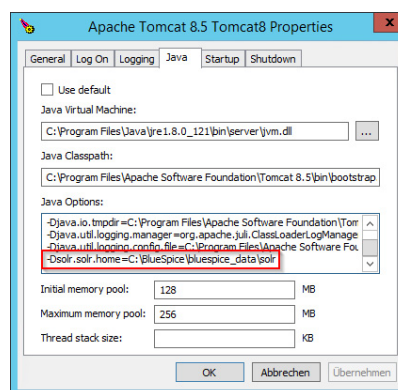 Apache Tomcat 8.5 Tomcat8 Properties
x
General Log On Logging Java Startup Shutdown
Use default
Java Virtual Machine:
C:\Program Files\Java\jre1.8.0_121\bin\server\jvm.dll
...
Java Classpath:
C:\Program Files\Apache Software Foundation\Tomcat 8.5\bin\bootstrap
Java Options:
-Djava.io.tmpdir=C:\Program Files\Apache Software Foundation\Tom
-Djava.util.logging.manager=org.apache.juli.ClassLoaderLogManage
-Djava.util.logging.config.file=C:\Program Files\Apache Software Fou
-Dsolr.solr.home=C:\BlueSpice\bluespice_data\solr
Initial memory pool: 128 MB
Maximum memory pool: 256 MB
Thread stack size: KB
OK Abbrechen Übernehmen